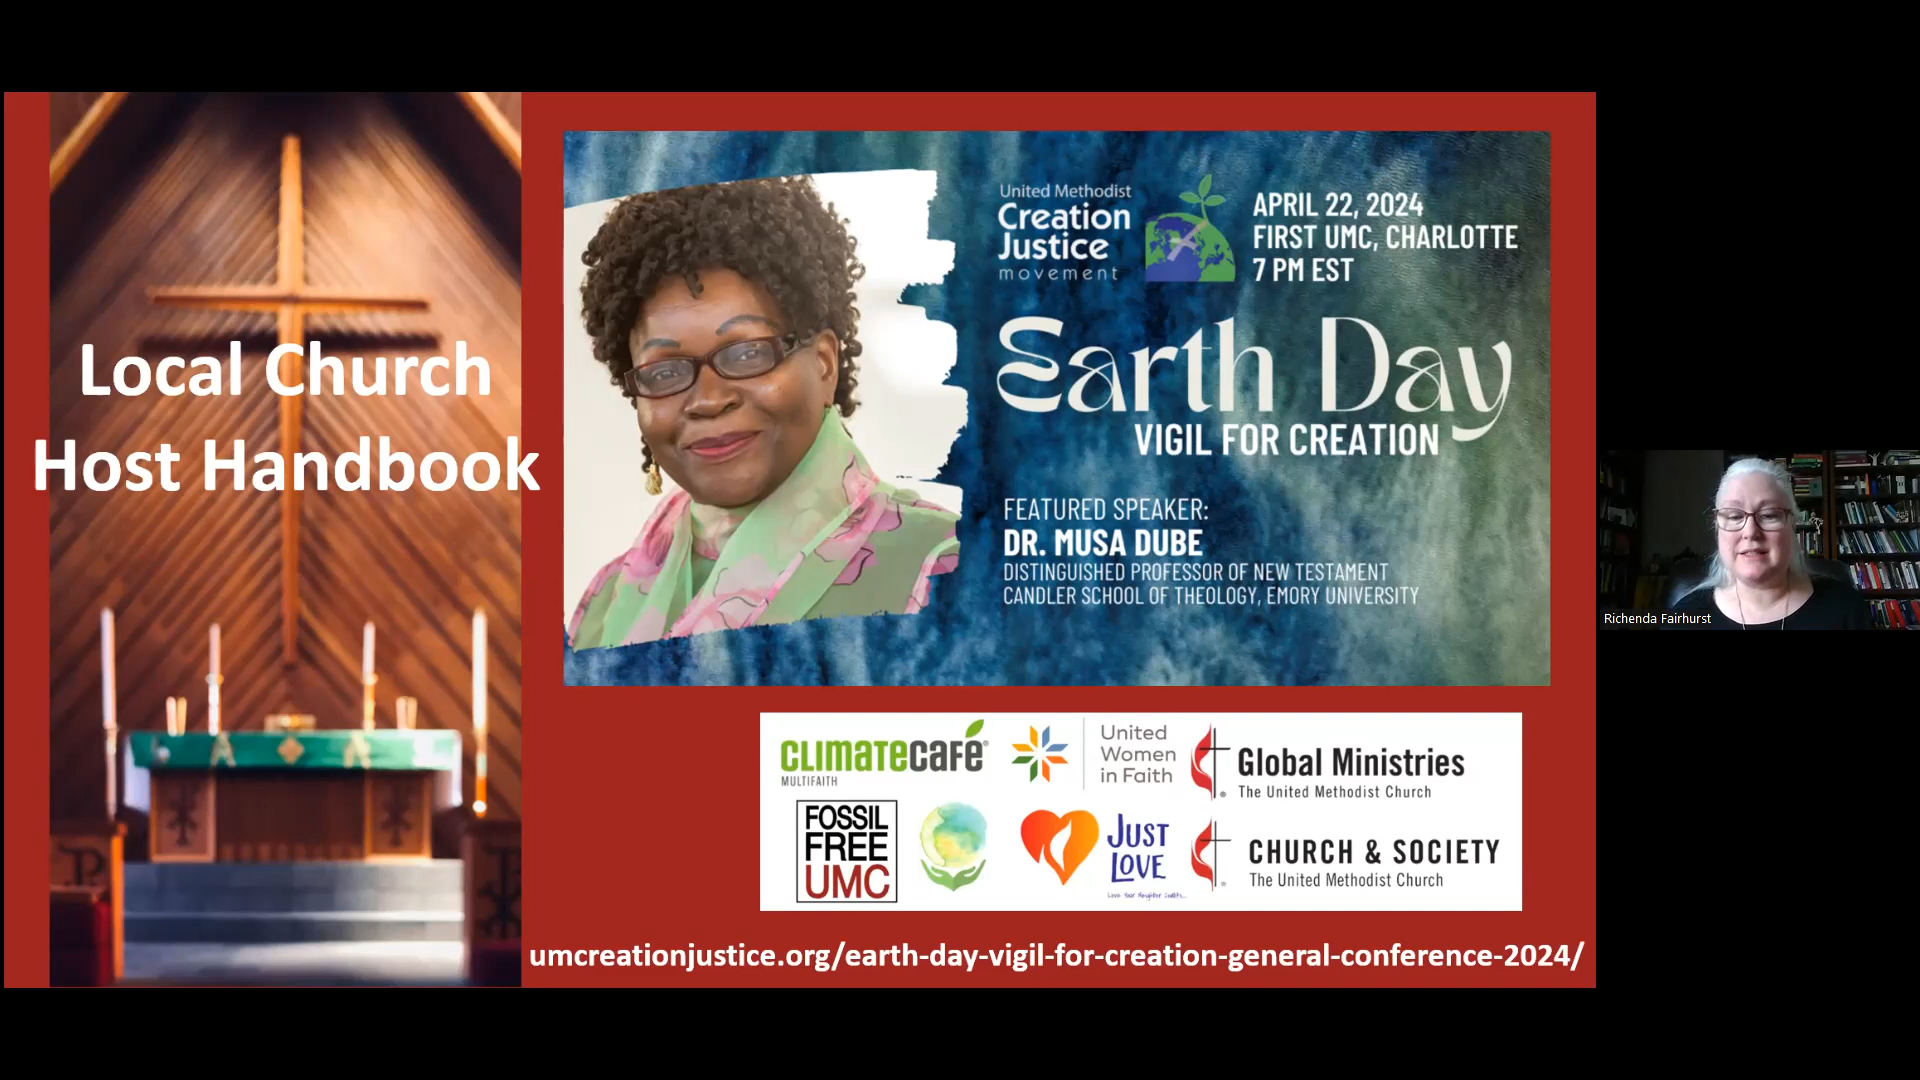 Local Church
Host Handbook
United Methodist
Creation
Justice
movement
APRIL 22, 2024
FIRST UMC, CHARLOTTE
7 PM EST
Earth Day
VIGIL FOR CREATION
FEATURED SPEAKER:
DR. MUSA DUBE
DISTINGUISHED PROFESSOR OF NEW TESTAMENT
CANDLER SCHOOL OF THEOLOGY, EMORY UNIVERSITY
CLIMATECAFé®
MULTIFAITH
United
Women
in Faith
Global Ministries
The United Methodist Church
FOSSIL
FREE
UMC
JUST
LOVE
Love Your Neighbor
CHURCH & SOCIETY
The United Methodist Church
umcreationjustice.org/earth-day-vigil-for-creation-general-conference-2024/
Richenda Fairhurst